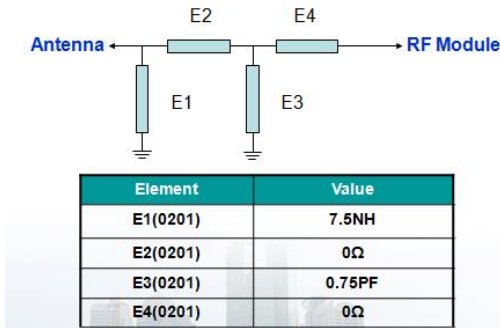 E2 E4
Antenna RF Module
E1 E3
Element Value
E1(0201) 7.5NH
E2(0201) 0Ω
E3(0201) 0.75PF
E4(0201) 0Ω